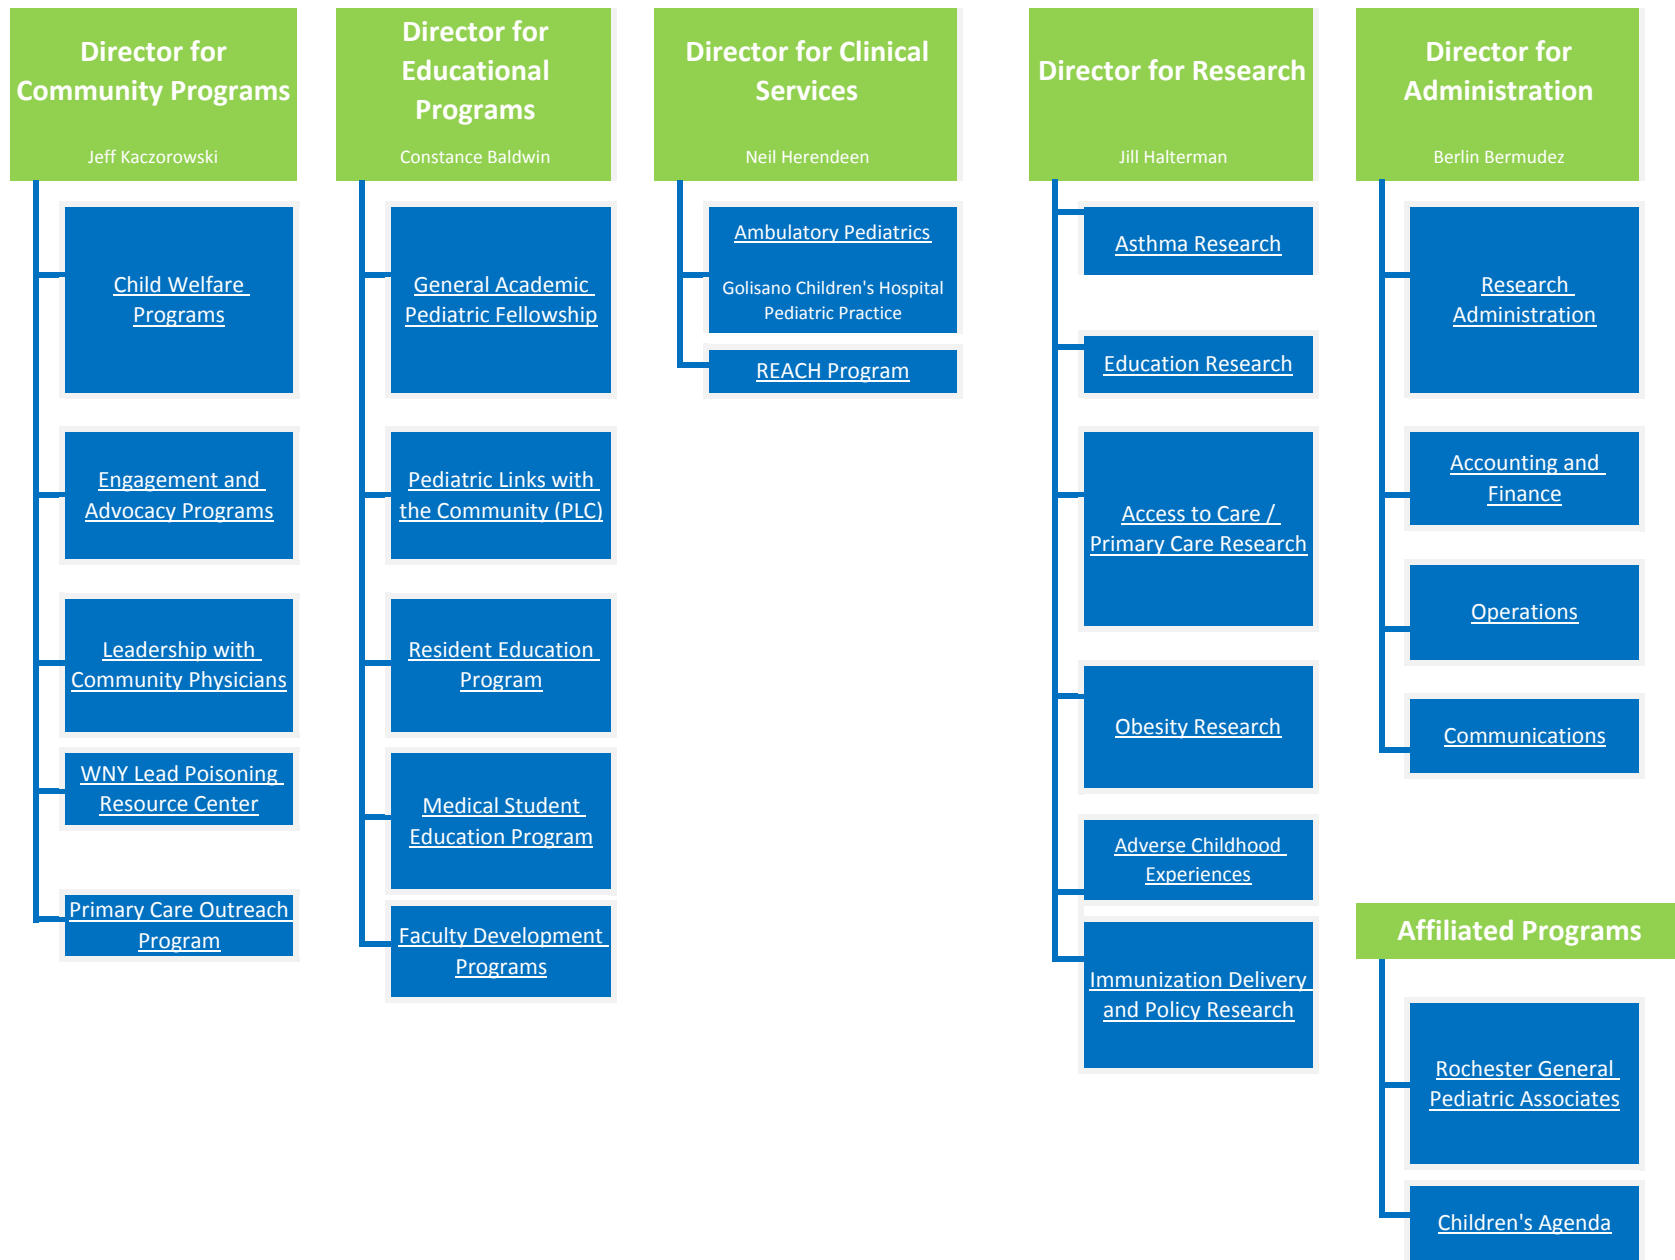 Director for
Community Programs
Jeff Kaczorowski
Child Welfare
Programs
Engagement and
Advocacy Programs
Leadership with
Community Physicians
WNY Lead Poisoning
Resource Center
Primary Care Outreach
Program
Director for
Educational
Programs
Constance Baldwin
General Academic
Pediatric Fellowship
Pediatric Links with
the Community (PLC)
Resident Education
Program
Medical Student
Education Program
Faculty Development
Programs
Director for Clinical
Services
Neil Herendeen
Ambulatory Pediatrics
Golisano Children's Hospital
Pediatric Practice
REACH Program
Director for Research
Jill Halterman
Asthma Research
Education Research
Access to Care /
Primary Care Research
Obesity Research
Adverse Childhood
Experiences
Immunization Delivery
and Policy Research
Director for
Administration
Berlin Bermudez
Research
Administration
Accounting and
Finance
Operations
Communications
Affiliated Programs
Rochester General
Pediatric Associates
Children's Agenda